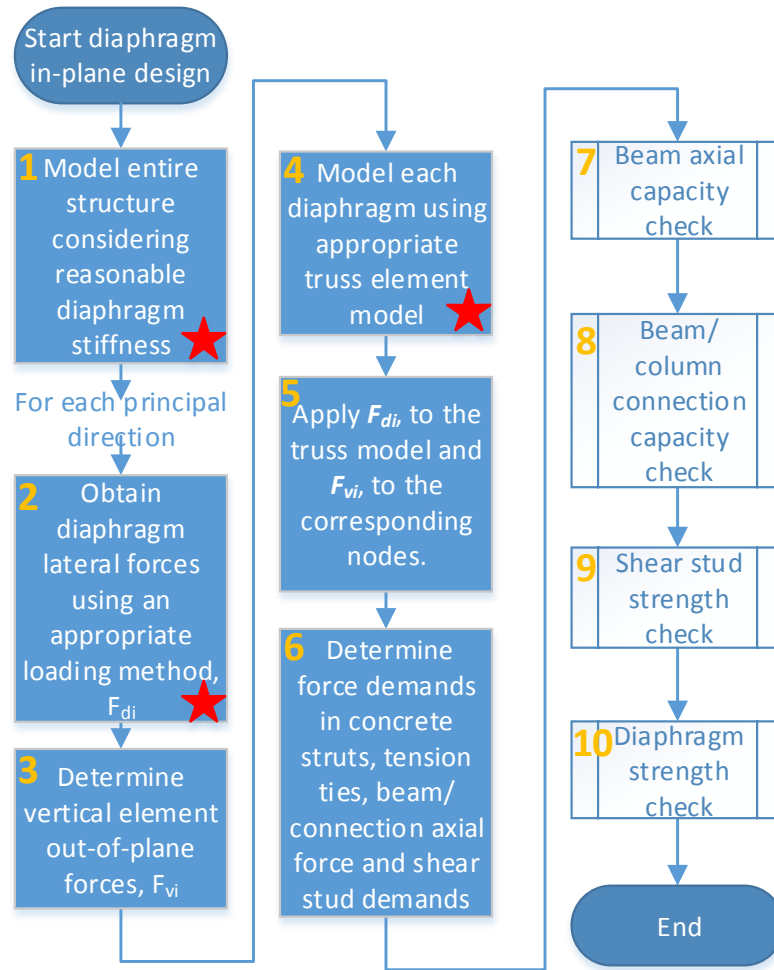 Start diaphragm
in-plane design
1
Model entire
structure
considering
reasonable
diaphragm
stiffness
For each principal
direction
2
Obtain
diaphragm
lateral forces
using an
appropriate
loading method,
Fdi
3
Determine
vertical element
out-of-plane
forces, Fvi
4
Model each
diaphragm using
appropriate
truss element
model
5
Apply Fdi, to the
truss model and
Fvi, to the
corresponding
nodes.
6
Determine
force demands
in concrete
struts, tension
ties, beam/
connection axial
force and shear
stud demands
7
Beam axial
capacity
check
8
Beam/
column
connection
capacity
check
9
Shear stud
strength
check
10
Diaphragm
strength
check
End